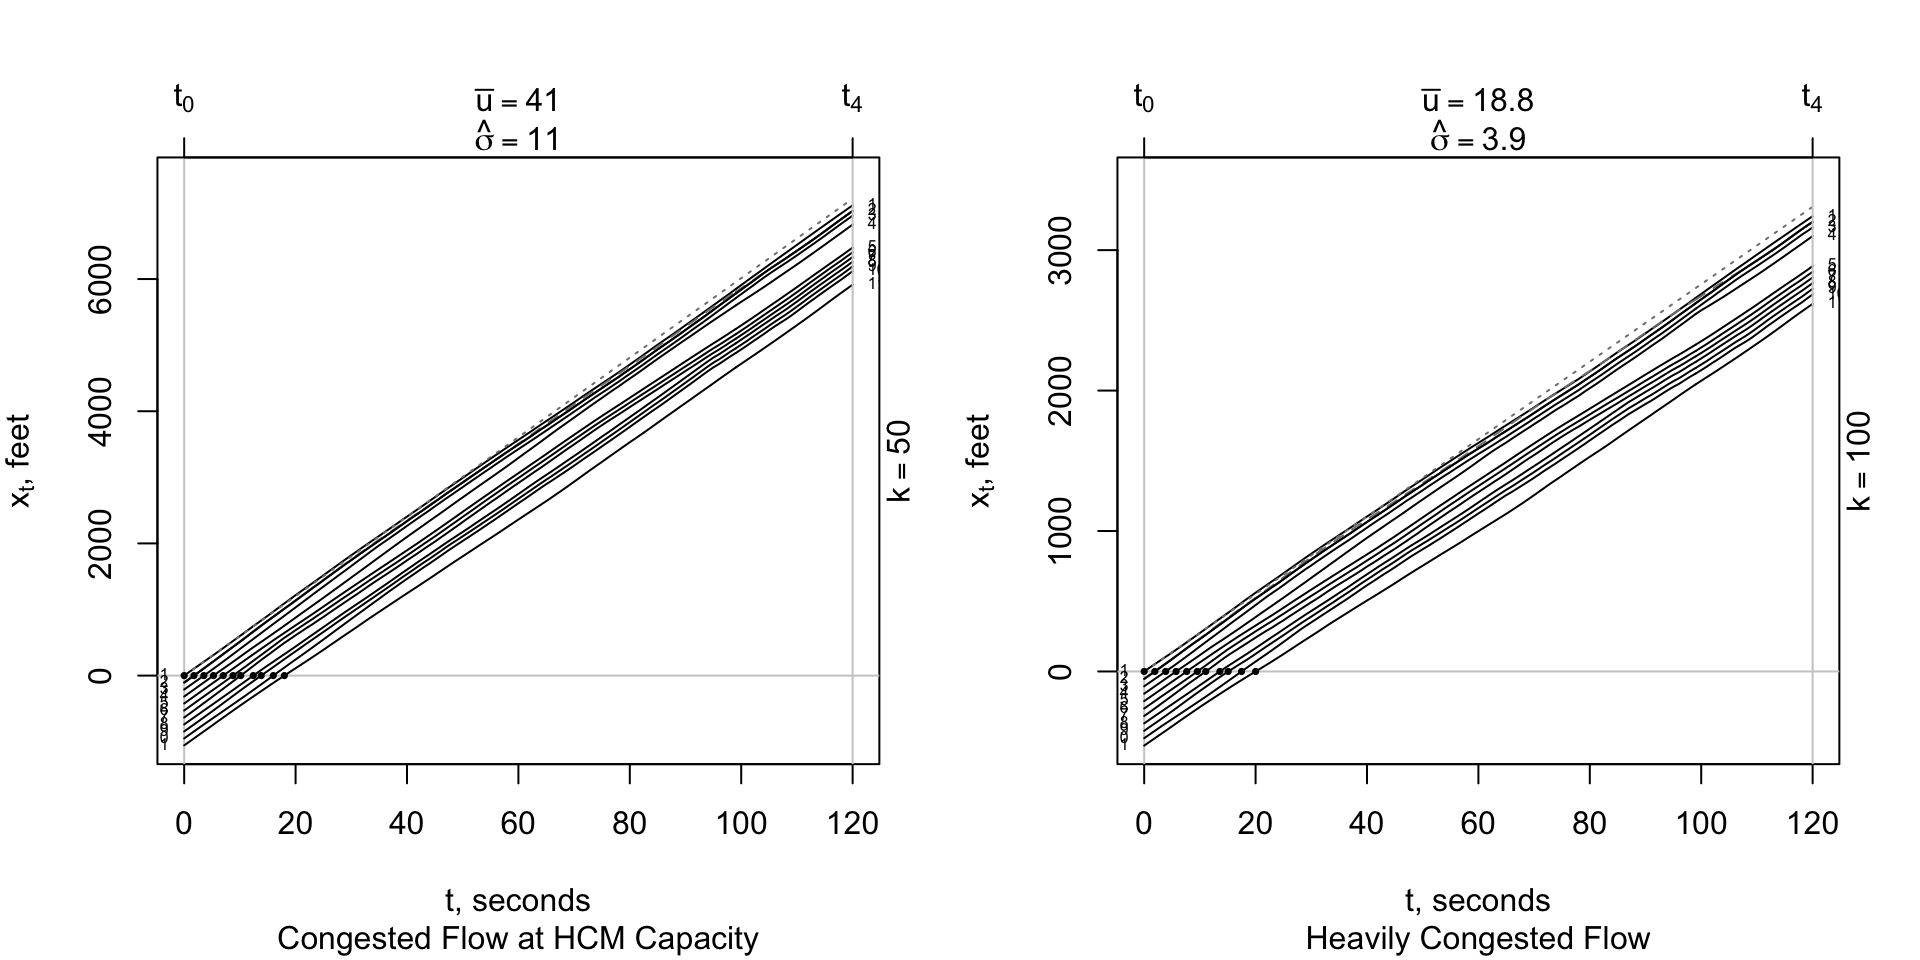 t₀
u̅ = 41
σ̂ = 11
t₄
6000
4000
2000
0
xₜ, feet
k = 50
0 20 40 60 80 100 120
t, seconds
Congested Flow at HCM Capacity
t₀
u̅ = 18.8
σ̂ = 3.9
t₄
3000
2000
1000
0
xₜ, feet
k = 100
0 20 40 60 80 100 120
t, seconds
Heavily Congested Flow